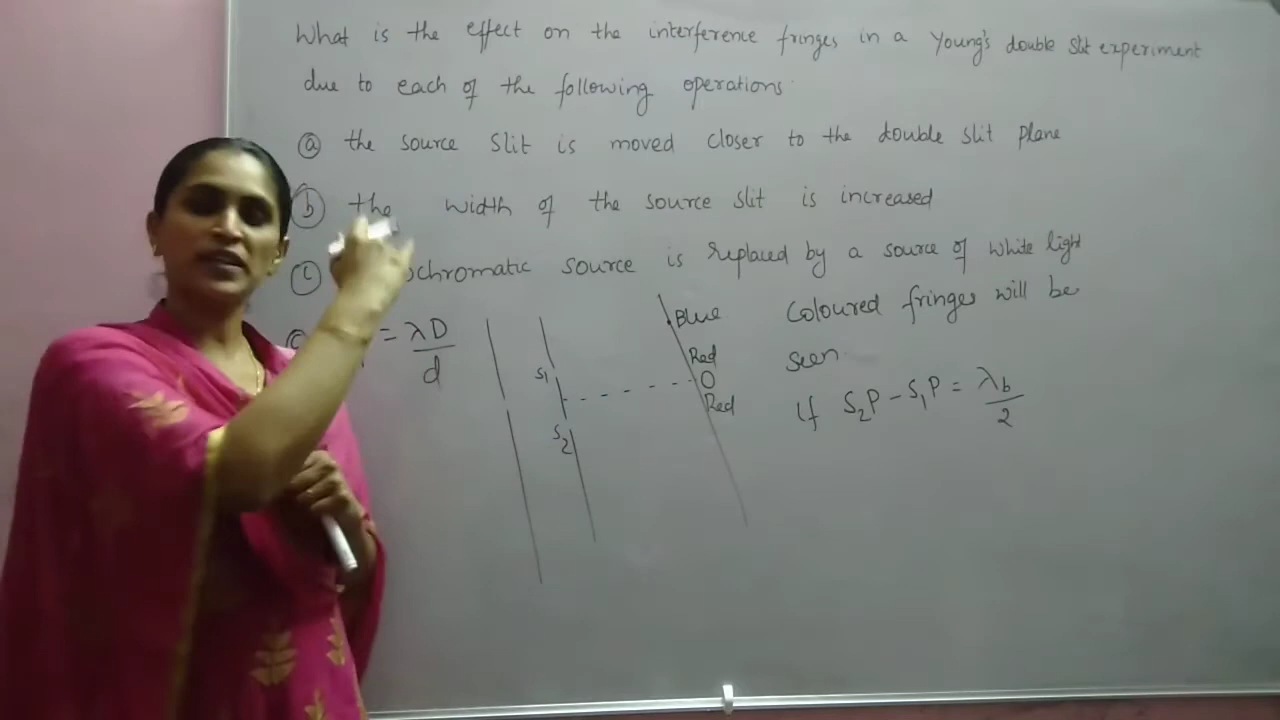 What is the effect on the interference fringes in a Young's double slit experiment
due to each of the following operations.
(a) the source slit is moved closer to the double slit plane
(b) the width of the source slit is increased
(c) ochromatic source is replaced by a source of white light
(c) = λD/d
S1
S2
Blue
Red
O
Red
Coloured fringes will be
seen.
If S2P - S1P = λb/2